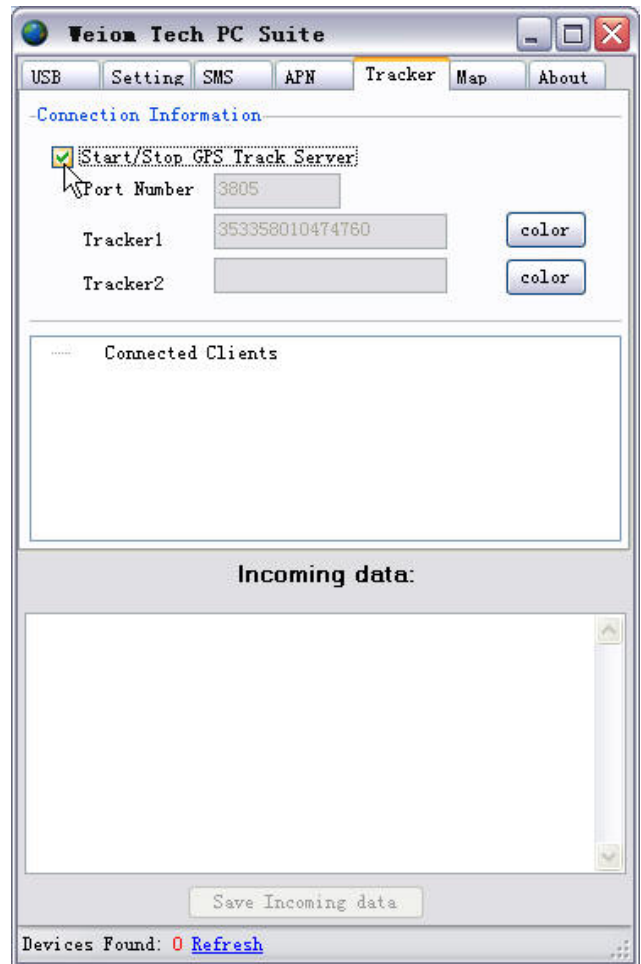 Weiom Tech PC Suite
USB Setting SMS APN Tracker Map About
Connection Information
Start/Stop GPS Track Server
Port Number 3805
Tracker1 353358010474760 color
Tracker2 color
Connected Clients
Incoming data:
Save Incoming data
Devices Found: 0 Refresh